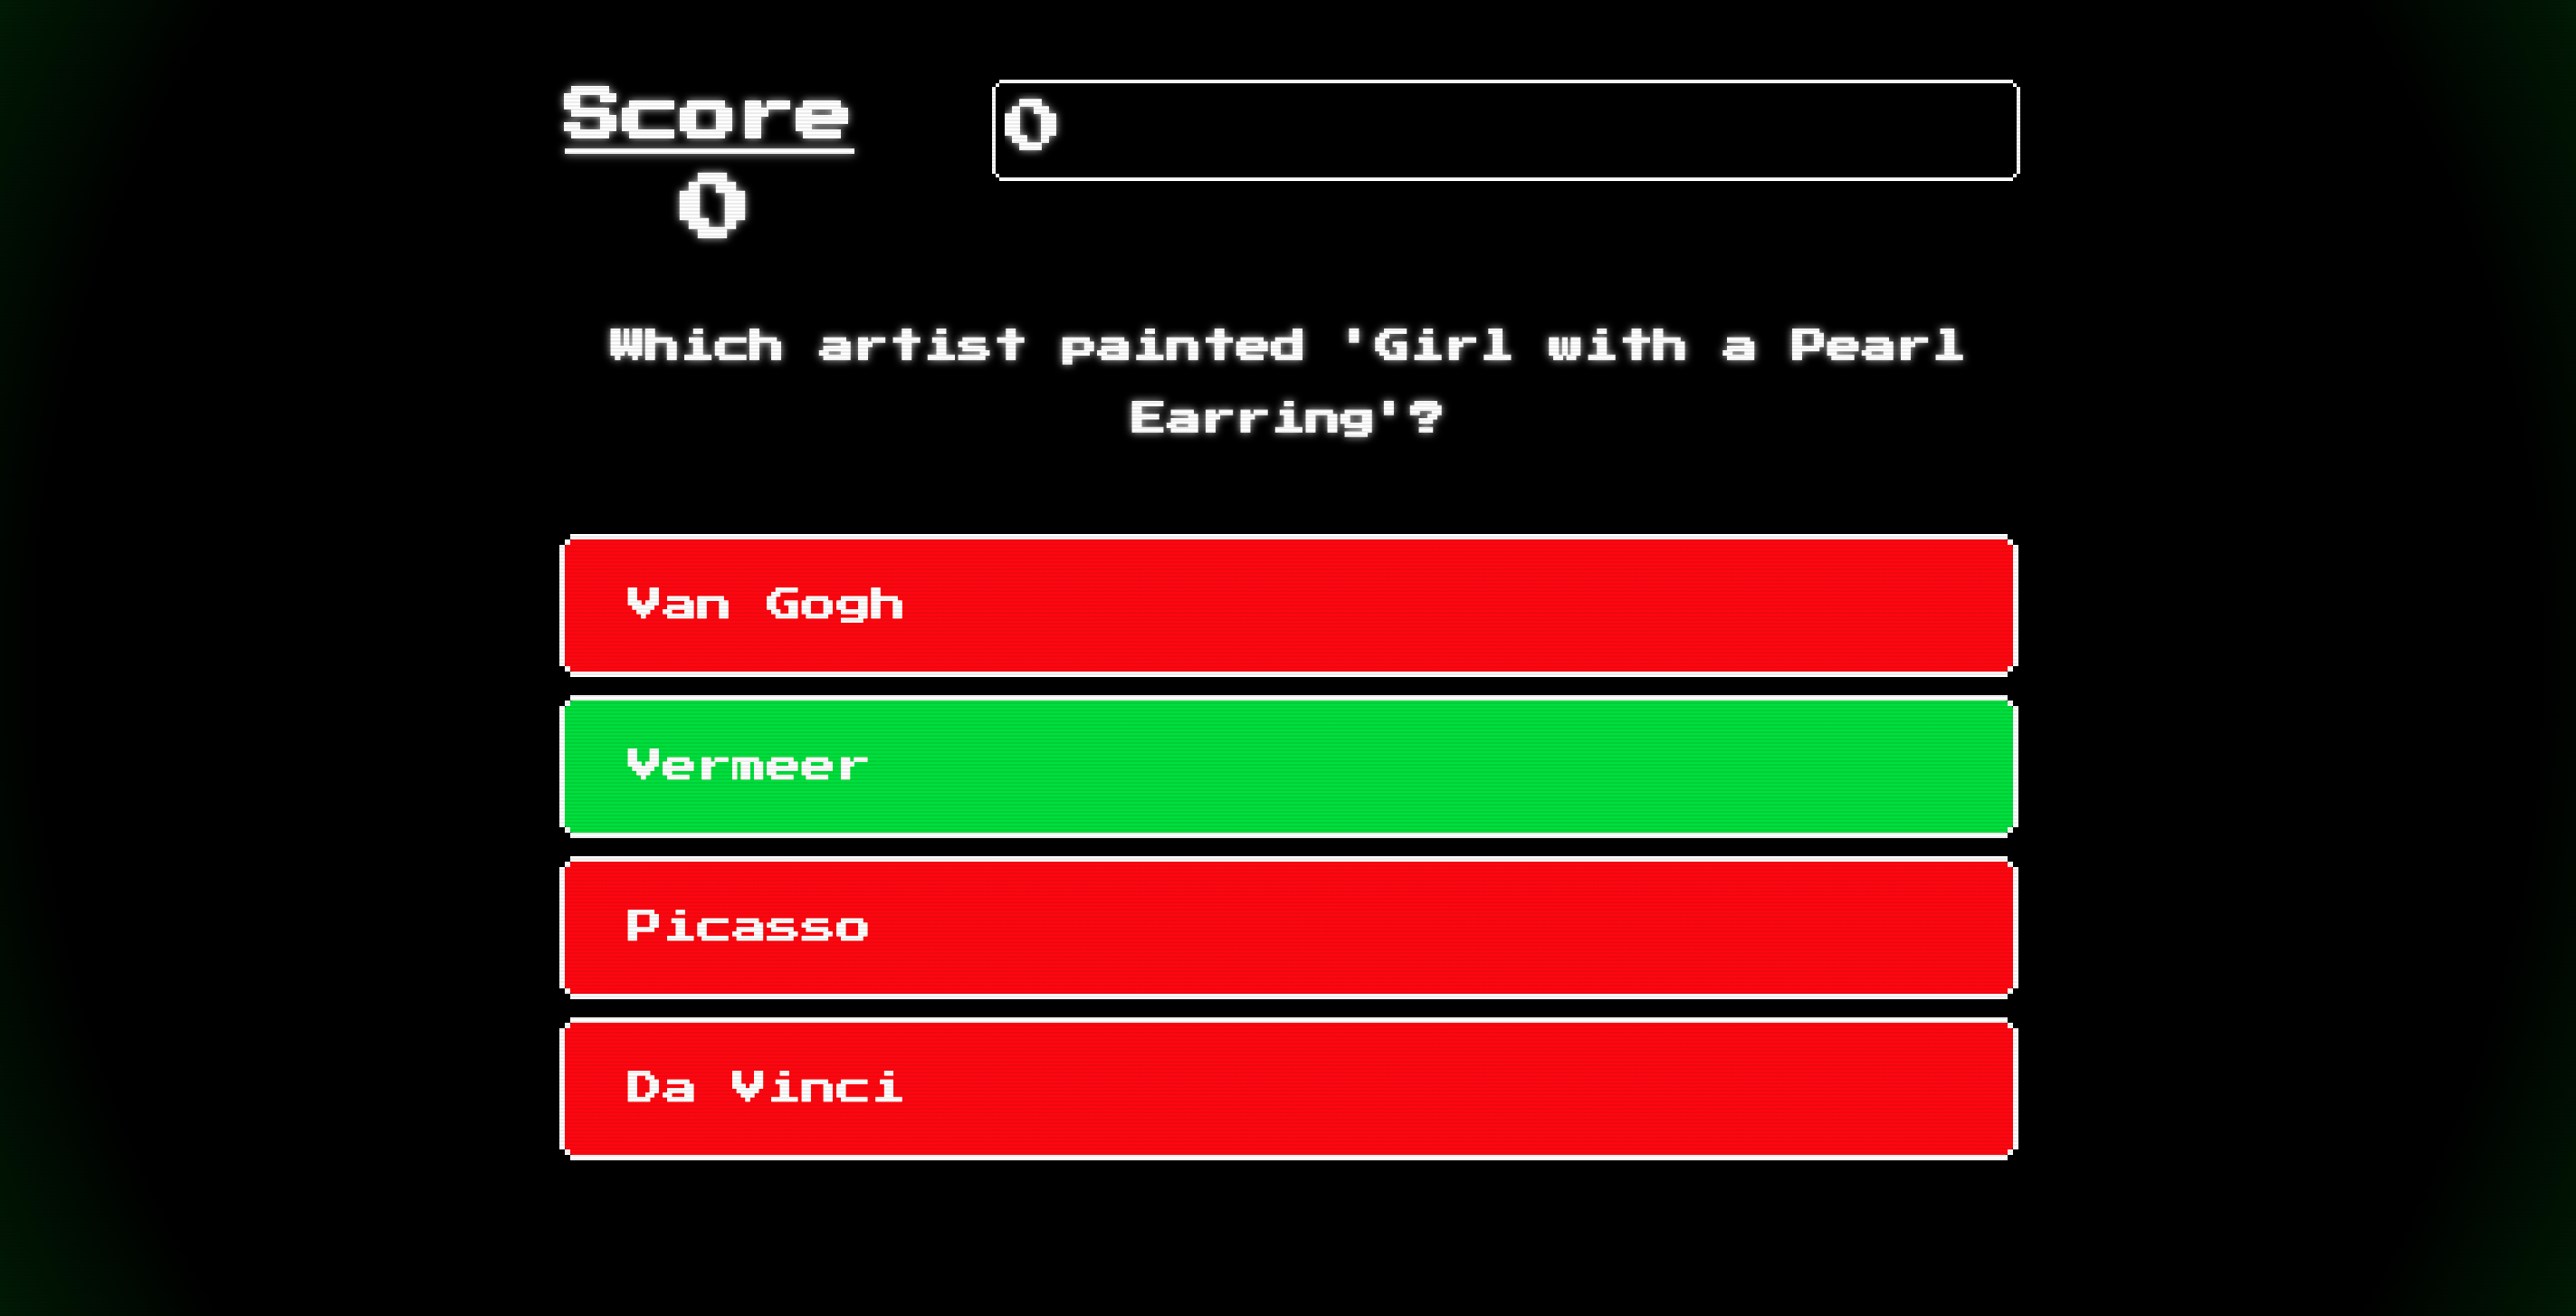 Score
0
0
Which artist painted 'Girl with a Pearl
Earring'?
Van Gogh
Vermeer
Picasso
Da Vinci